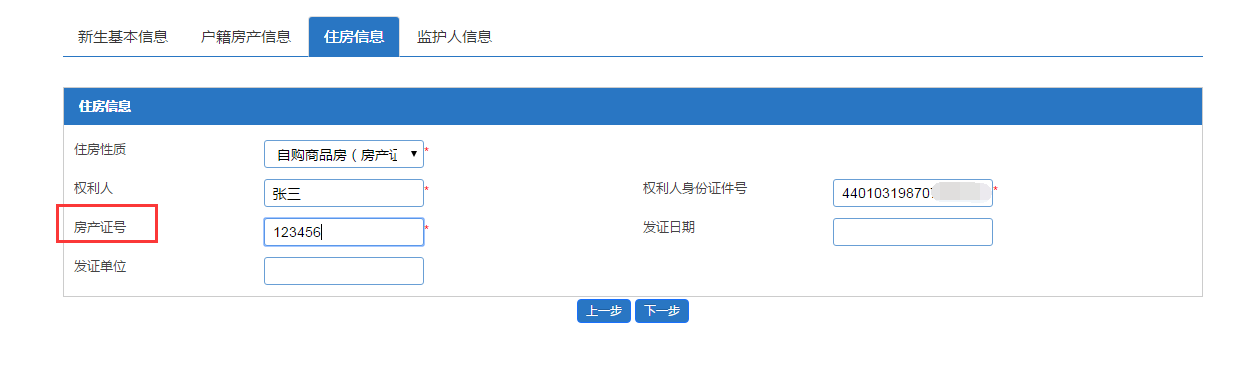 新生基本信息 户籍房产信息 住房信息 监护人信息
住房信息
住房性质 自购商品房（房产证 *
权利人 张三 * 权利人身份证件号 44010319870 *
房产证号 123456 * 发证日期
发证单位
上一步 下一步